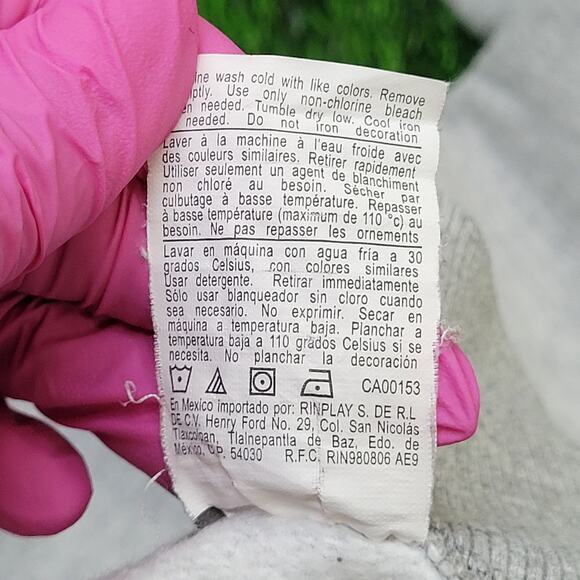 wash cold with like colors. Remove
Use only non-chlorine bleach
needed. Tumble dry low. Cool iron
needed. Do not iron decoration
Laver à la machine à l'eau froide avec
des couleurs similaires. Retirer rapidement
Utiliser seulement un agent de blanchiment
non chloré au besoin. Sécher par
culbutage à basse température. Repasser
à basse température (maximum de 110 °c) au
besoin. Ne pas repasser les ornements
Lavar en máquina con agua fría a 30
grados Celsius, con colores similares
Usar detergente. Retirar immediatamente
Sólo usar blanqueador sin cloro cuando
sea necesario. No exprimir. Secar en
máquina a temperatura baja. Planchar a
temperatura baja a 110 grados Celsius si se
necesita. No planchar la decoración
CA00153
En Mexico importado por: RINPLAY S. DE R.L
DE C.V. Henry Ford No. 29, Col. San Nicolás
Tlaxcolpan, Tlalnepantla de Baz, Edo. de
México, C.P. 54030 R.F.C. RIN980806 AE9